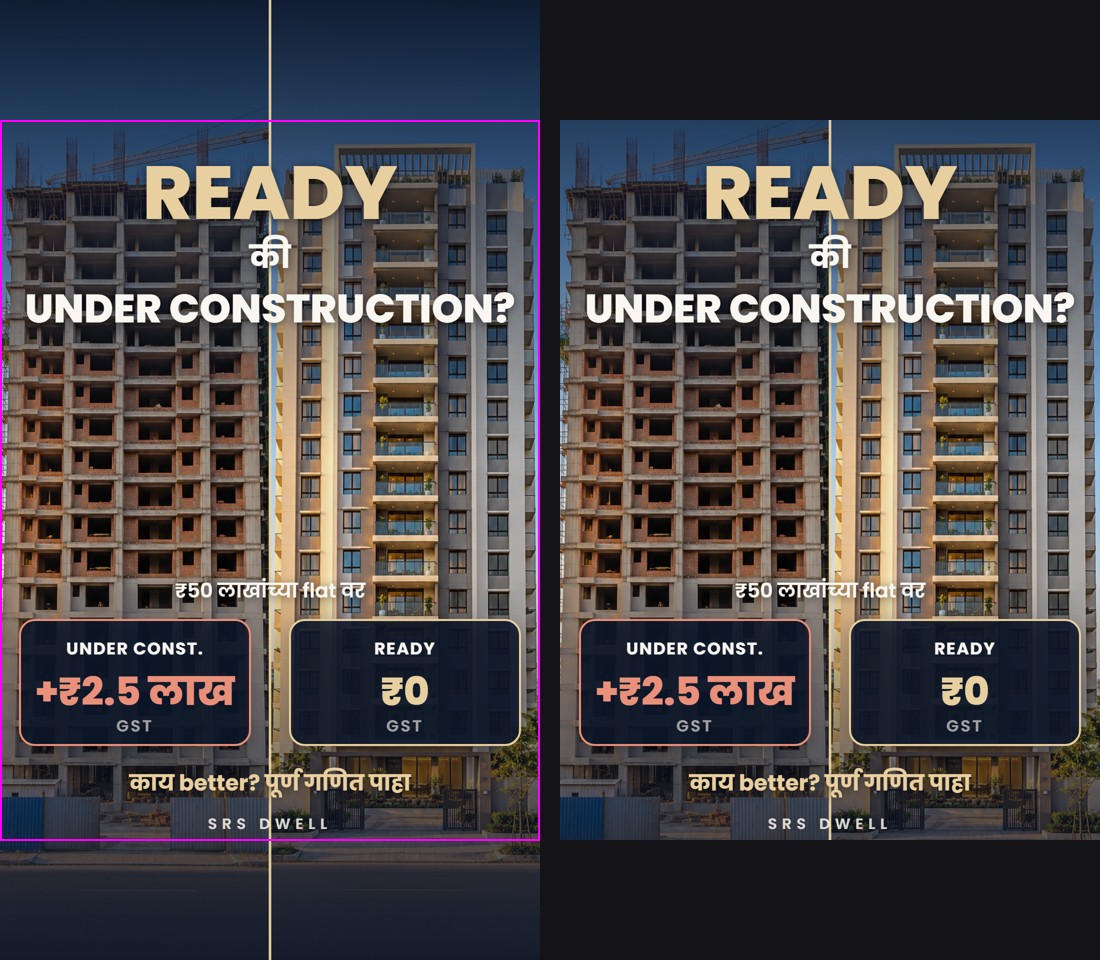 READY
की
UNDER CONSTRUCTION?
₹50 लाखांच्या flat वर
UNDER CONST.
+₹2.5 लाख
GST
READY
₹0
GST
काय better? पूर्ण गणित पाहा
SRS DWELL
READY
की
UNDER CONSTRUCTION?
₹50 लाखांच्या flat वर
UNDER CONST.
+₹2.5 लाख
GST
READY
₹0
GST
काय better? पूर्ण गणित पाहा
SRS DWELL